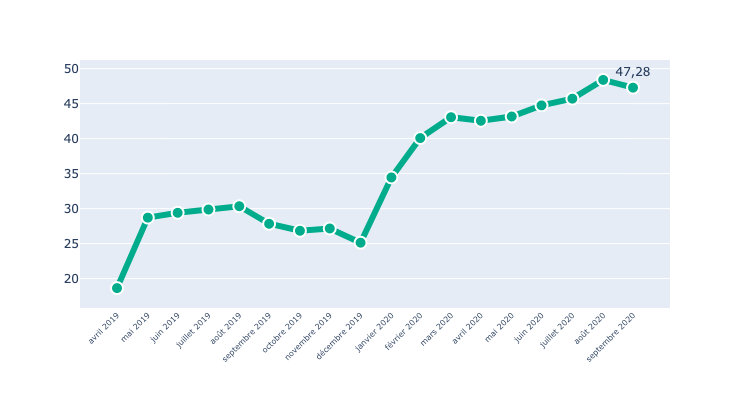 50
47,28
45
40
35
30
25
20
avril 2019
mai 2019
juin 2019
juillet 2019
août 2019
septembre 2019
octobre 2019
novembre 2019
décembre 2019
janvier 2020
février 2020
mars 2020
avril 2020
mai 2020
juin 2020
juillet 2020
août 2020
septembre 2020